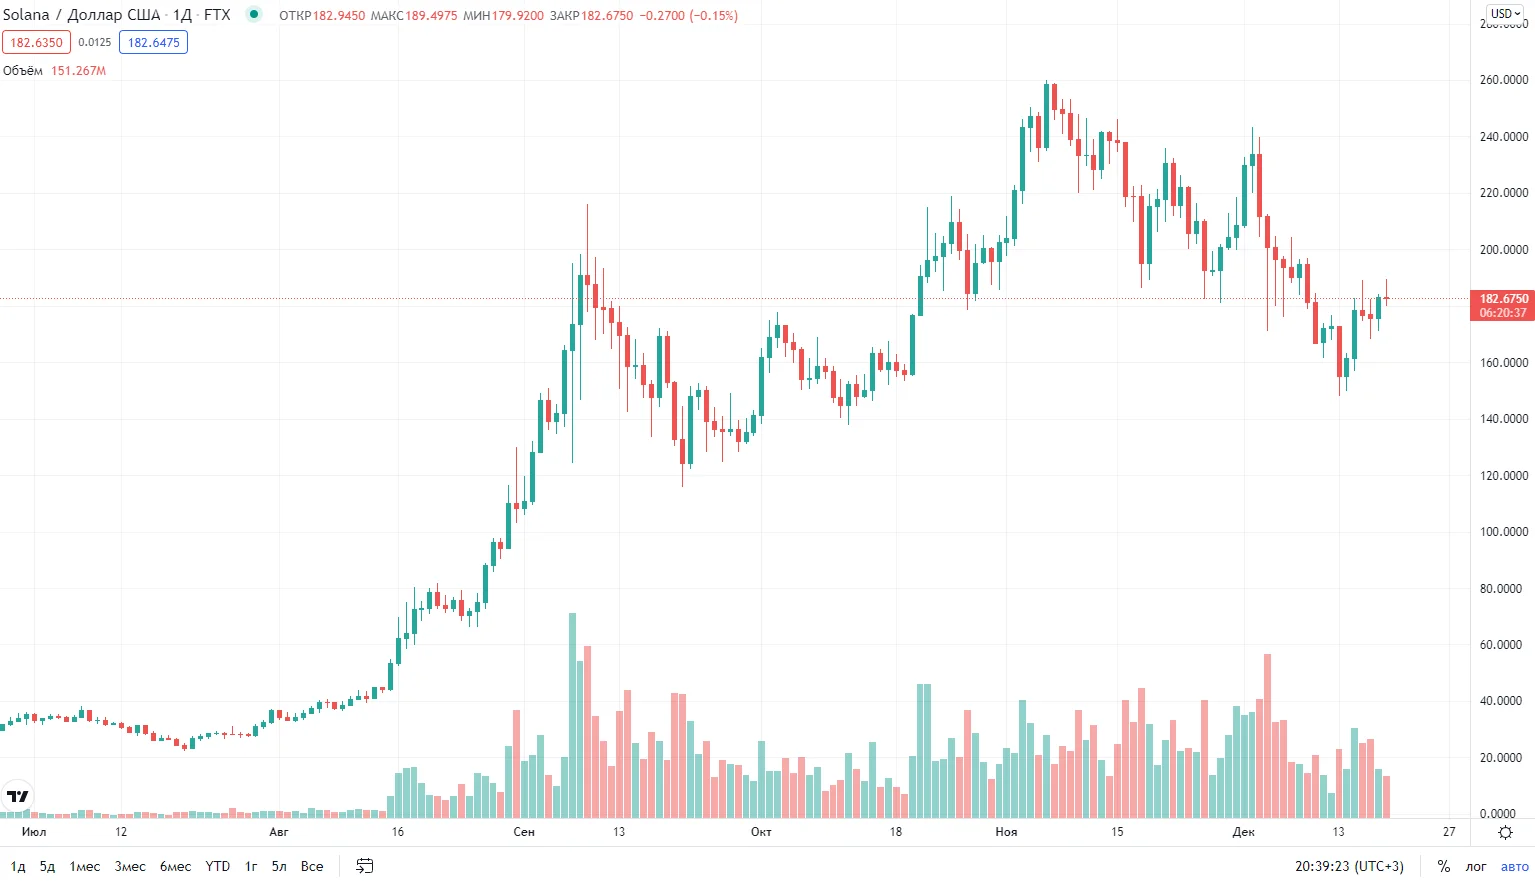 Solana / Доллар США · 1Д · FTX ОТКР182.9450 МАКС189.4975 МИН179.9200 ЗАКР182.6750 −0.2700 (−0.15%)
USD
182.6350 0.0125 182.6475
Объём 151.267M
280.0000
260.0000
240.0000
220.0000
200.0000
182.6750
06:20:37
160.0000
140.0000
120.0000
100.0000
80.0000
60.0000
40.0000
20.0000
0.0000
Июл 12 Авг 16 Сен 13 Окт 18 Ноя 15 Дек 13 27
1д 5д 1мес 3мес 6мес YTD 1г 5л Все 20:39:23 (UTC+3) % лог авто